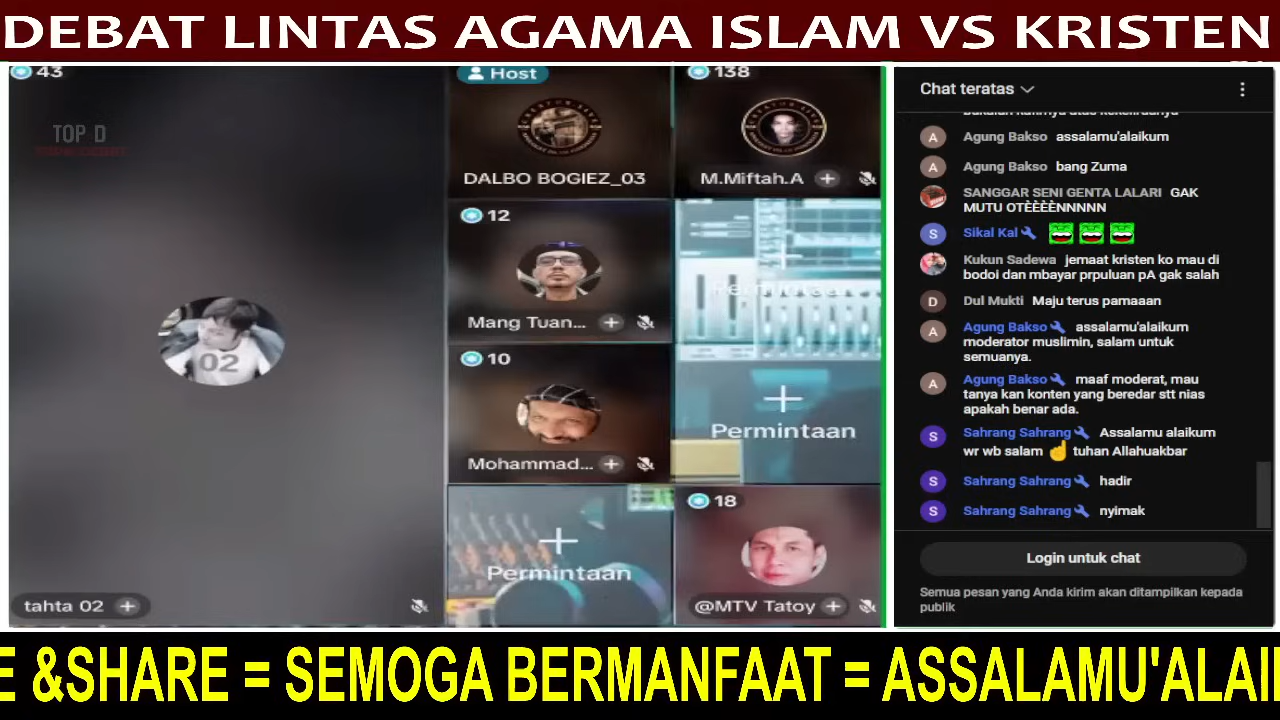 DEBAT LINTAS AGAMA ISLAM VS KRISTEN
43
TOP D
02
tahta 02
Host
DALBO BOGIEZ_03
138
M.Miftah.A
12
Mang Tuan...
Permintaan
10
Mohammad...
Permintaan
Permintaan
18
@MTV Tatoy
Chat teratas
Agung Bakso assalamu'alaikum
Agung Bakso bang Zuma
SANGGAR SENI GENTA LALARI GAK
MUTU OTÈÈÈÈNNNNN
Sikal Kal
Kukun Sadewa jemaat kristen ko mau di
bodoi dan mbayar prpuluan pA gak salah
Dul Mukti Maju terus pamaaan
Agung Bakso assalamu'alaikum
moderator muslimin, salam untuk
semuanya.
Agung Bakso maaf moderat, mau
tanya kan konten yang beredar stt nias
apakah benar ada.
Sahrang Sahrang Assalamu alaikum
wr wb salam ☝ tuhan Allahuakbar
Sahrang Sahrang hadir
Sahrang Sahrang nyimak
Login untuk chat
Semua pesan yang Anda kirim akan ditampilkan kepada
publik
E &SHARE = SEMOGA BERMANFAAT = ASSALAMU'ALAI